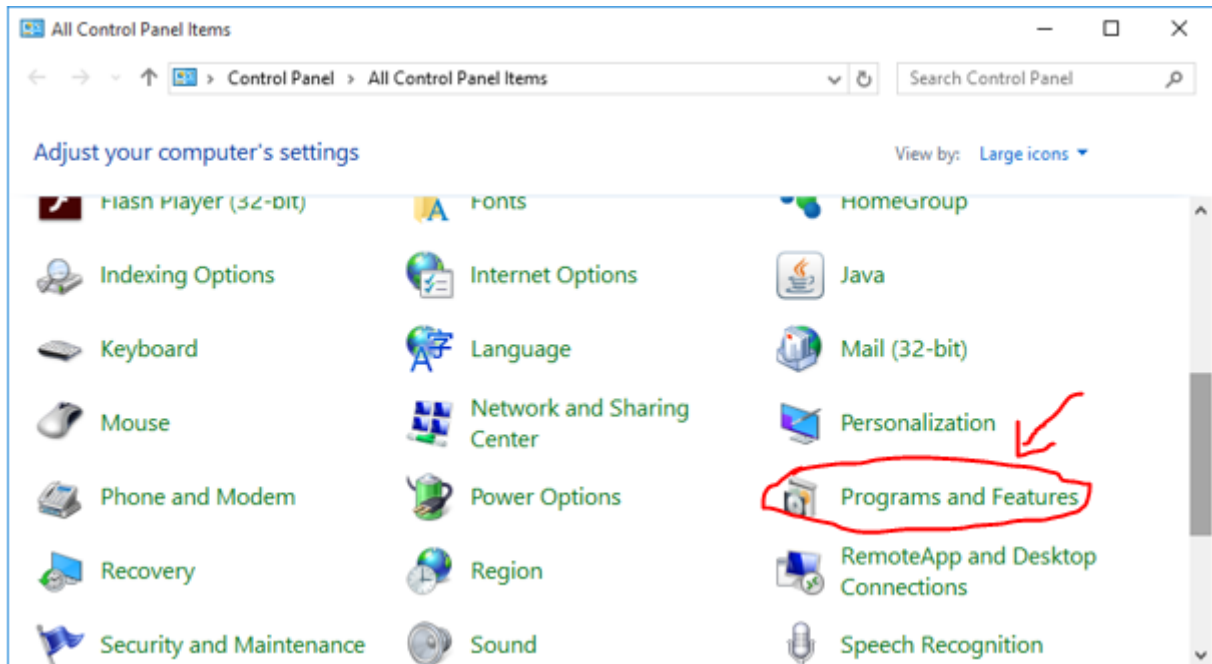 All Control Panel Items
Control Panel > All Control Panel Items
Search Control Panel
Adjust your computer's settings
View by: Large icons
Flash Player (32-bit)
Fonts
HomeGroup
Indexing Options
Internet Options
Java
Keyboard
Language
Mail (32-bit)
Mouse
Network and Sharing
Center
Personalization
Phone and Modem
Power Options
Programs and Features
Recovery
Region
RemoteApp and Desktop
Connections
Security and Maintenance
Sound
Speech Recognition